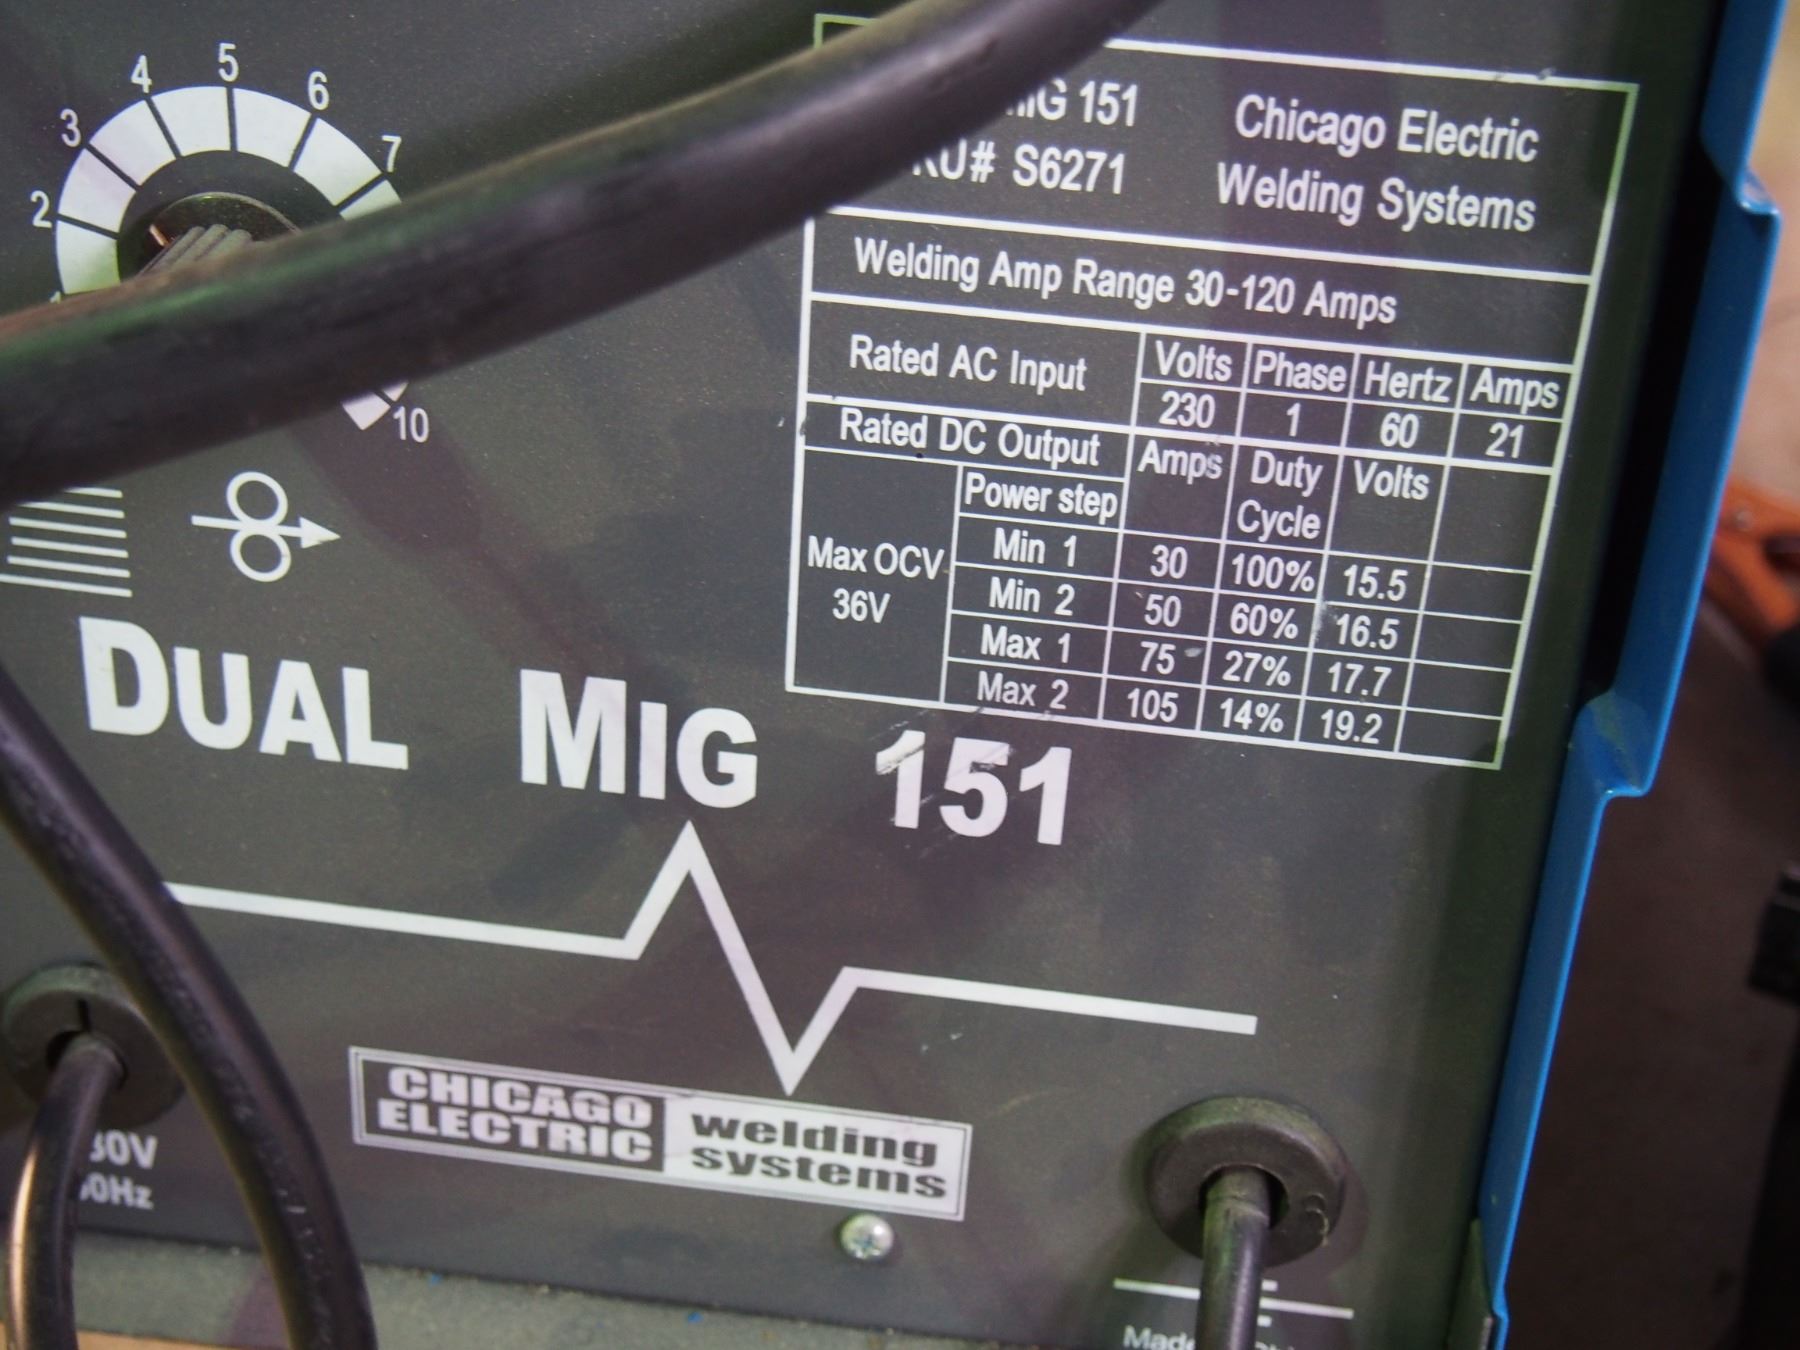 4 5 6
3 7
2
10
MIG 151 Chicago Electric
S6271 Welding Systems
Welding Amp Range 30-120 Amps
Rated AC Input Volts Phase Hertz Amps
230 1 60 21
Rated DC Output Amps Duty Cycle Volts
Power step
Max OCV 36V
Min 1 30 100% 15.5
Min 2 50 60% 16.5
Max 1 75 27% 17.7
Max 2 105 14% 19.2
DUAL MIG 151
CHICAGO ELECTRIC
welding systems